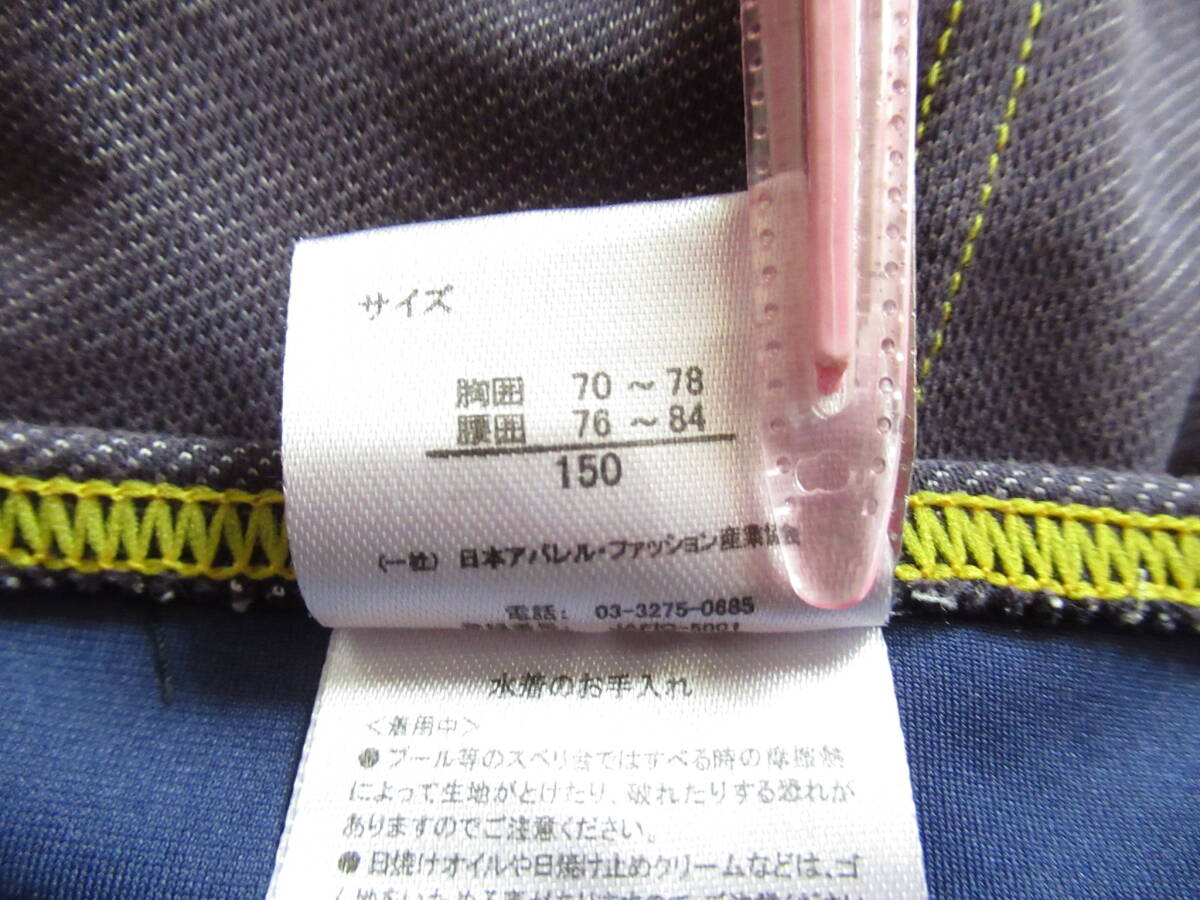 サイズ
胸囲 70 ～ 78
腰囲 76 ～ 84
150
(一社) 日本アパレル・ファッション産業協会
電話: 03-3275-0685
水着のお手入れ
＜着用中＞
●プール等のスベリ台ではすべる時の摩擦熱
によって生地がとけたり、破れたりする恐れが
ありますのでご注意ください。
●日焼けオイルや日焼け止めクリームなどは、ゴ